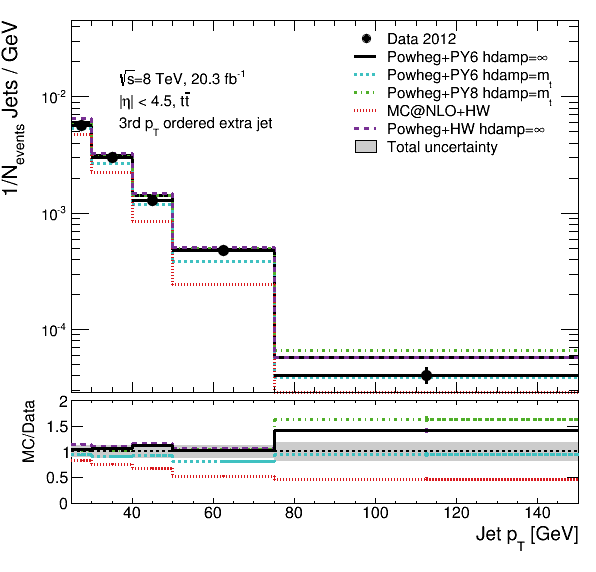 1/N_events Jets / GeV
10^-2
10^-3
10^-4
√s=8 TeV, 20.3 fb^-1
|η| < 4.5, tt̄
3rd p_T ordered extra jet
Data 2012
Powheg+PY6 hdamp=∞
Powheg+PY6 hdamp=m_t
Powheg+PY8 hdamp=m_t
MC@NLO+HW
Powheg+HW hdamp=∞
Total uncertainty
MC/Data
2
1.5
1
0.5
0
40 60 80 100 120 140
Jet p_T [GeV]